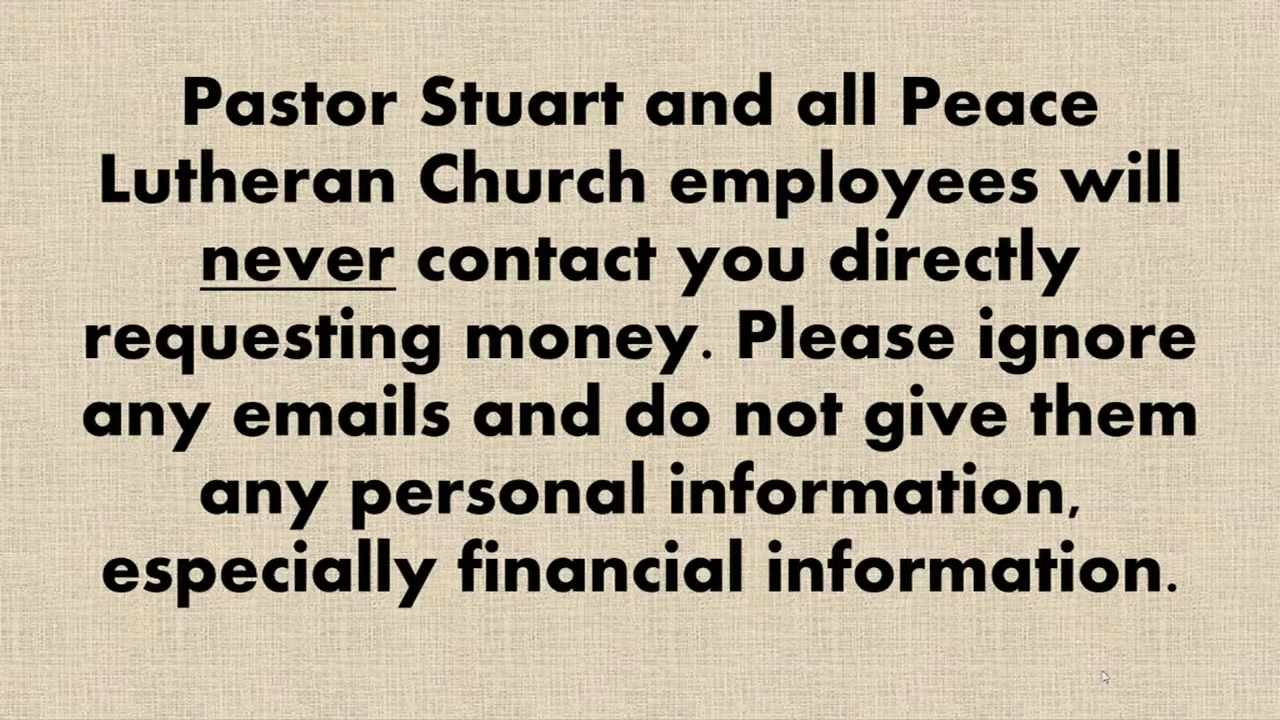 Pastor Stuart and all Peace
Lutheran Church employees will
never contact you directly
requesting money. Please ignore
any emails and do not give them
any personal information,
especially financial information.